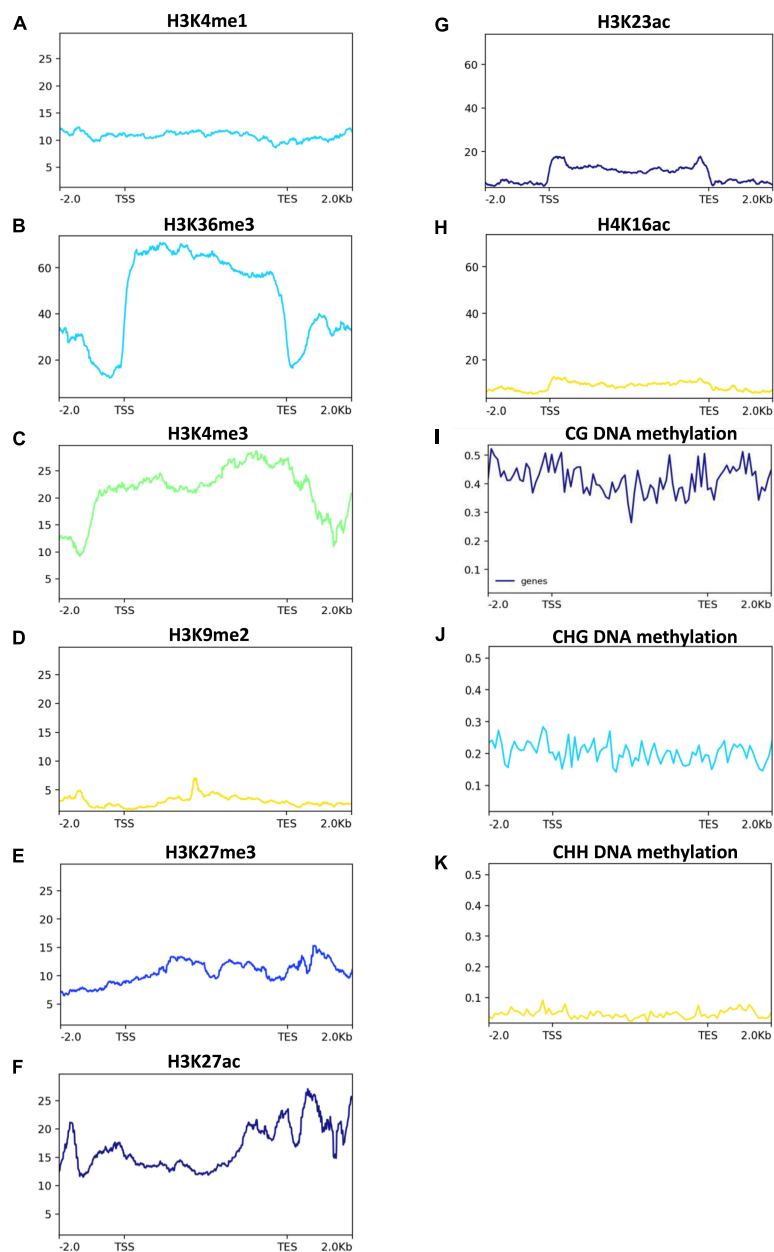 A
H3K4me1
25
20
15
10
5
-2.0 TSS TES 2.0Kb
B
H3K36me3
60
40
20
-2.0 TSS TES 2.0Kb
C
H3K4me3
25
20
15
10
5
-2.0 TSS TES 2.0Kb
D
H3K9me2
25
20
15
10
5
-2.0 TSS TES 2.0Kb
E
H3K27me3
25
20
15
10
5
-2.0 TSS TES 2.0Kb
F
H3K27ac
25
20
15
10
5
-2.0 TSS TES 2.0Kb
G
H3K23ac
60
40
20
-2.0 TSS TES 2.0Kb
H
H4K16ac
60
40
20
-2.0 TSS TES 2.0Kb
I
CG DNA methylation
0.5
0.4
0.3
0.2
0.1
genes
-2.0 TSS TES 2.0Kb
J
CHG DNA methylation
0.5
0.4
0.3
0.2
0.1
-2.0 TSS TES 2.0Kb
K
CHH DNA methylation
0.5
0.4
0.3
0.2
0.1
-2.0 TSS TES 2.0Kb